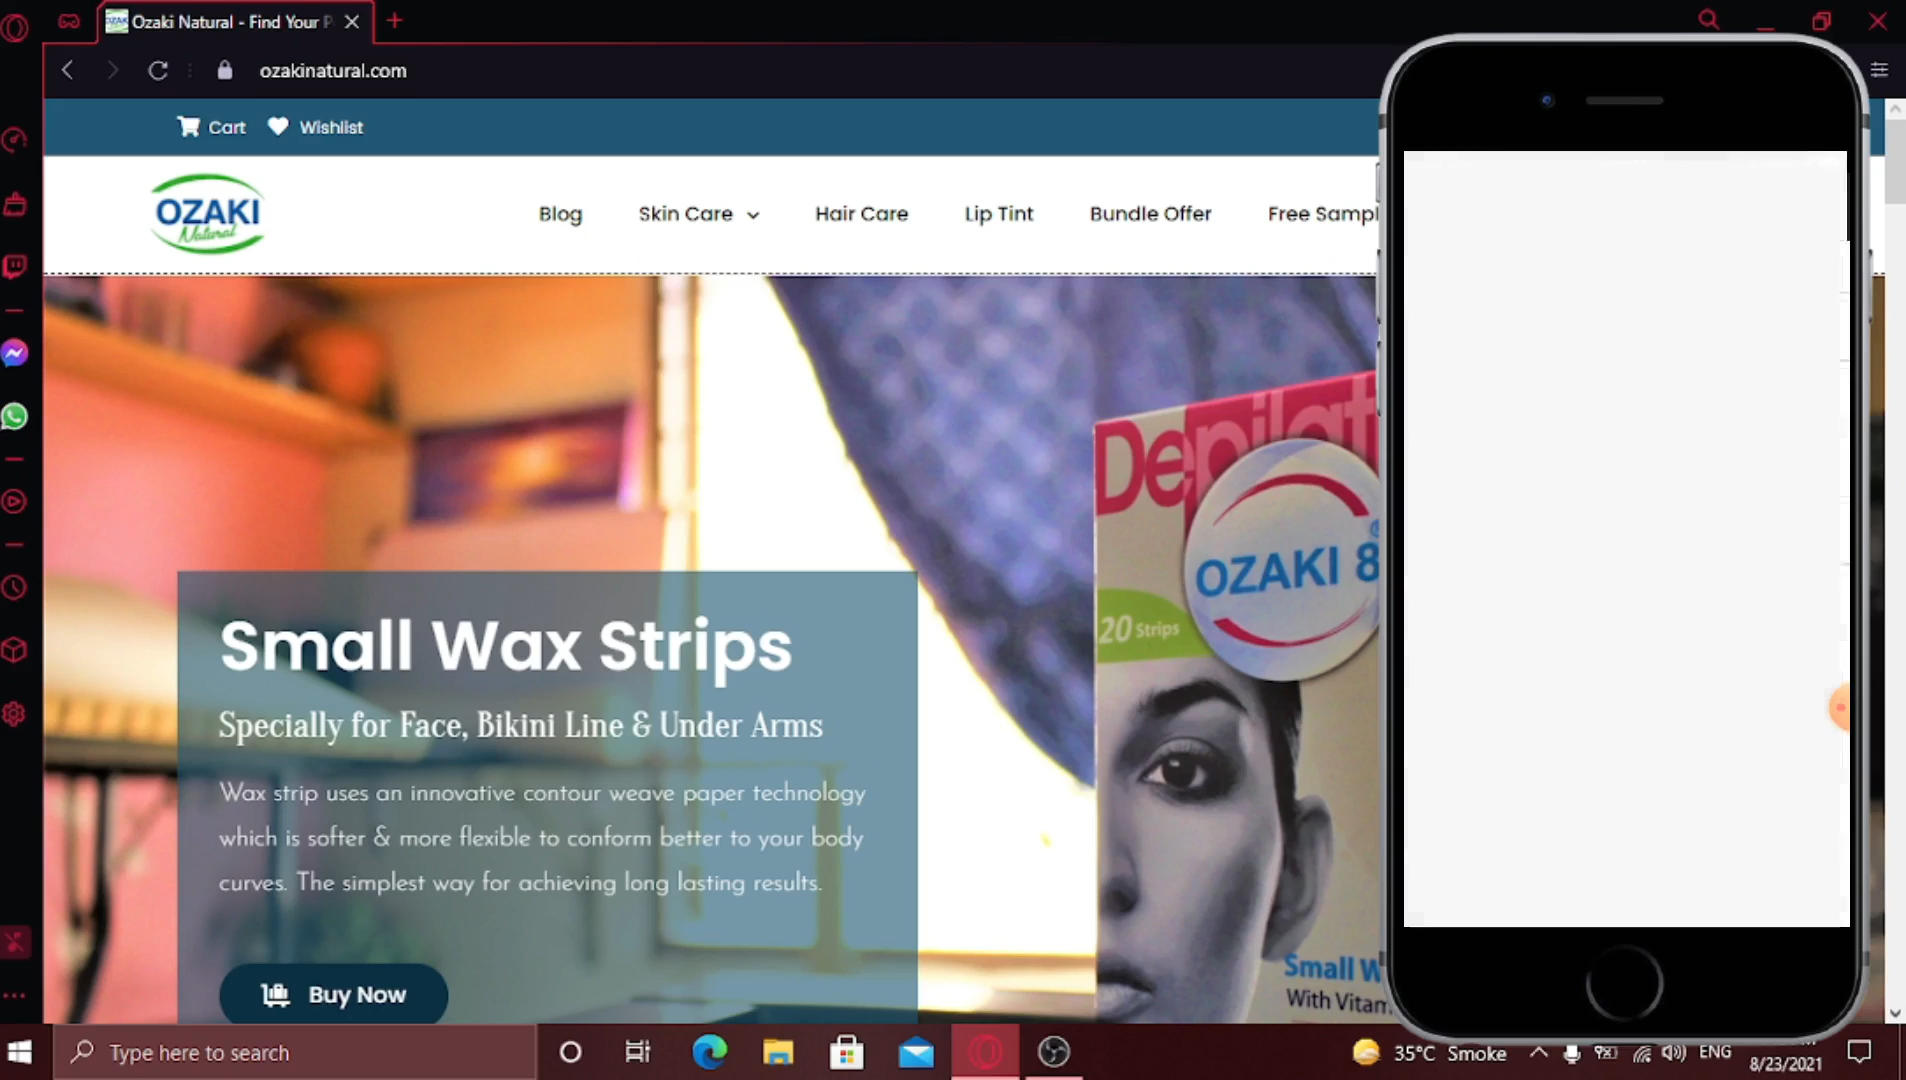 Ozaki Natural - Find Your P
ozakinatural.com
Cart
Wishlist
OZAKI
Natural
Blog
Skin Care
Hair Care
Lip Tint
Bundle Offer
Free Sampl
Depilat
OZAKI 8
20 Strips
Small Wax Strips
Specially for Face, Bikini Line & Under Arms
Wax strip uses an innovative contour weave paper technology
which is softer & more flexible to conform better to your body
curves. The simplest way for achieving long lasting results.
Small W
With Vitam
Buy Now
Type here to search
35°C Smoke
ENG
8/23/2021